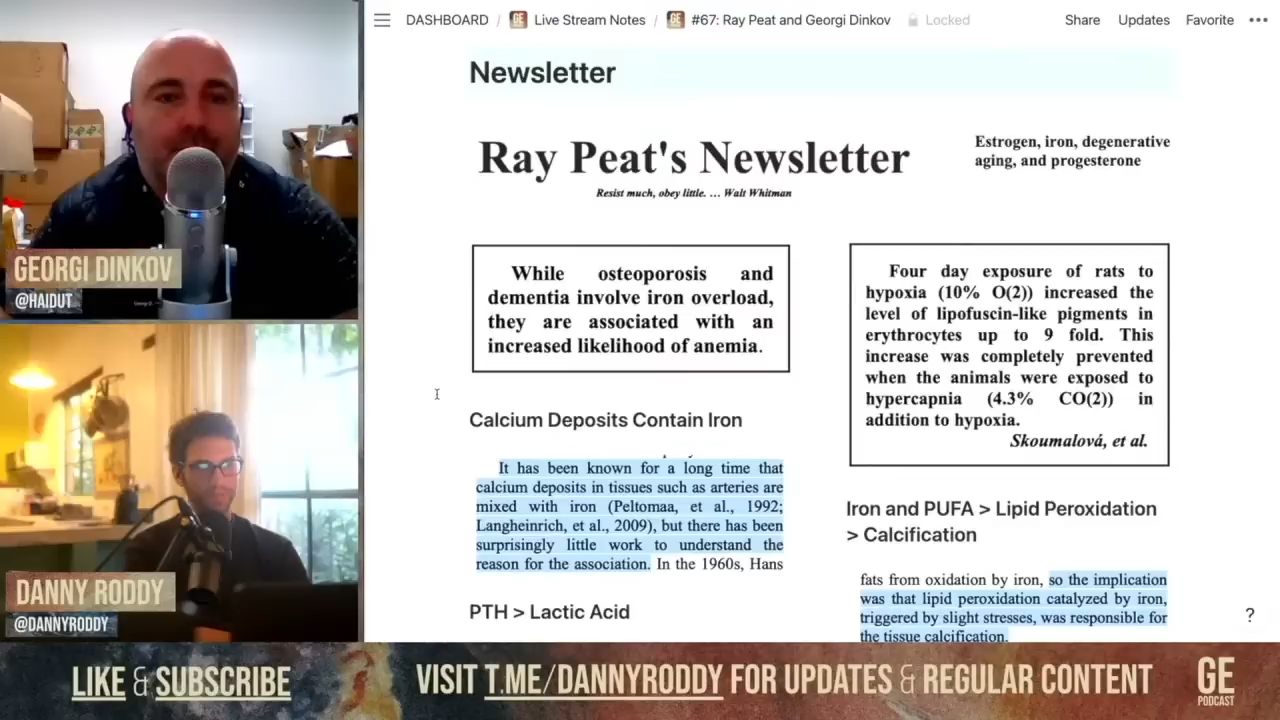 DASHBOARD / GE Live Stream Notes / GE #67: Ray Peat and Georgi Dinkov Locked Share Updates Favorite
Newsletter
Ray Peat's Newsletter
Resist much, obey little. ... Walt Whitman
Estrogen, iron, degenerative
aging, and progesterone
While osteoporosis and
dementia involve iron overload,
they are associated with an
increased likelihood of anemia.
Calcium Deposits Contain Iron
It has been known for a long time that
calcium deposits in tissues such as arteries are
mixed with iron (Peltomaa, et al., 1992;
Langheinrich, et al., 2009), but there has been
surprisingly little work to understand the
reason for the association. In the 1960s, Hans
PTH > Lactic Acid
Four day exposure of rats to
hypoxia (10% O(2)) increased the
level of lipofuscin-like pigments in
erythrocytes up to 9 fold. This
increase was completely prevented
when the animals were exposed to
hypercapnia (4.3% CO(2)) in
addition to hypoxia.
Skoumalová, et al.
Iron and PUFA > Lipid Peroxidation
> Calcification
fats from oxidation by iron, so the implication
was that lipid peroxidation catalyzed by iron,
triggered by slight stresses, was responsible for
the tissue calcification.
?
GEORGI DINKOV
@HAIDUT
DANNY RODDY
@DANNYRODDY
LIKE & SUBSCRIBE
VISIT T.ME/DANNYRODDY FOR UPDATES & REGULAR CONTENT
GE
PODCAST